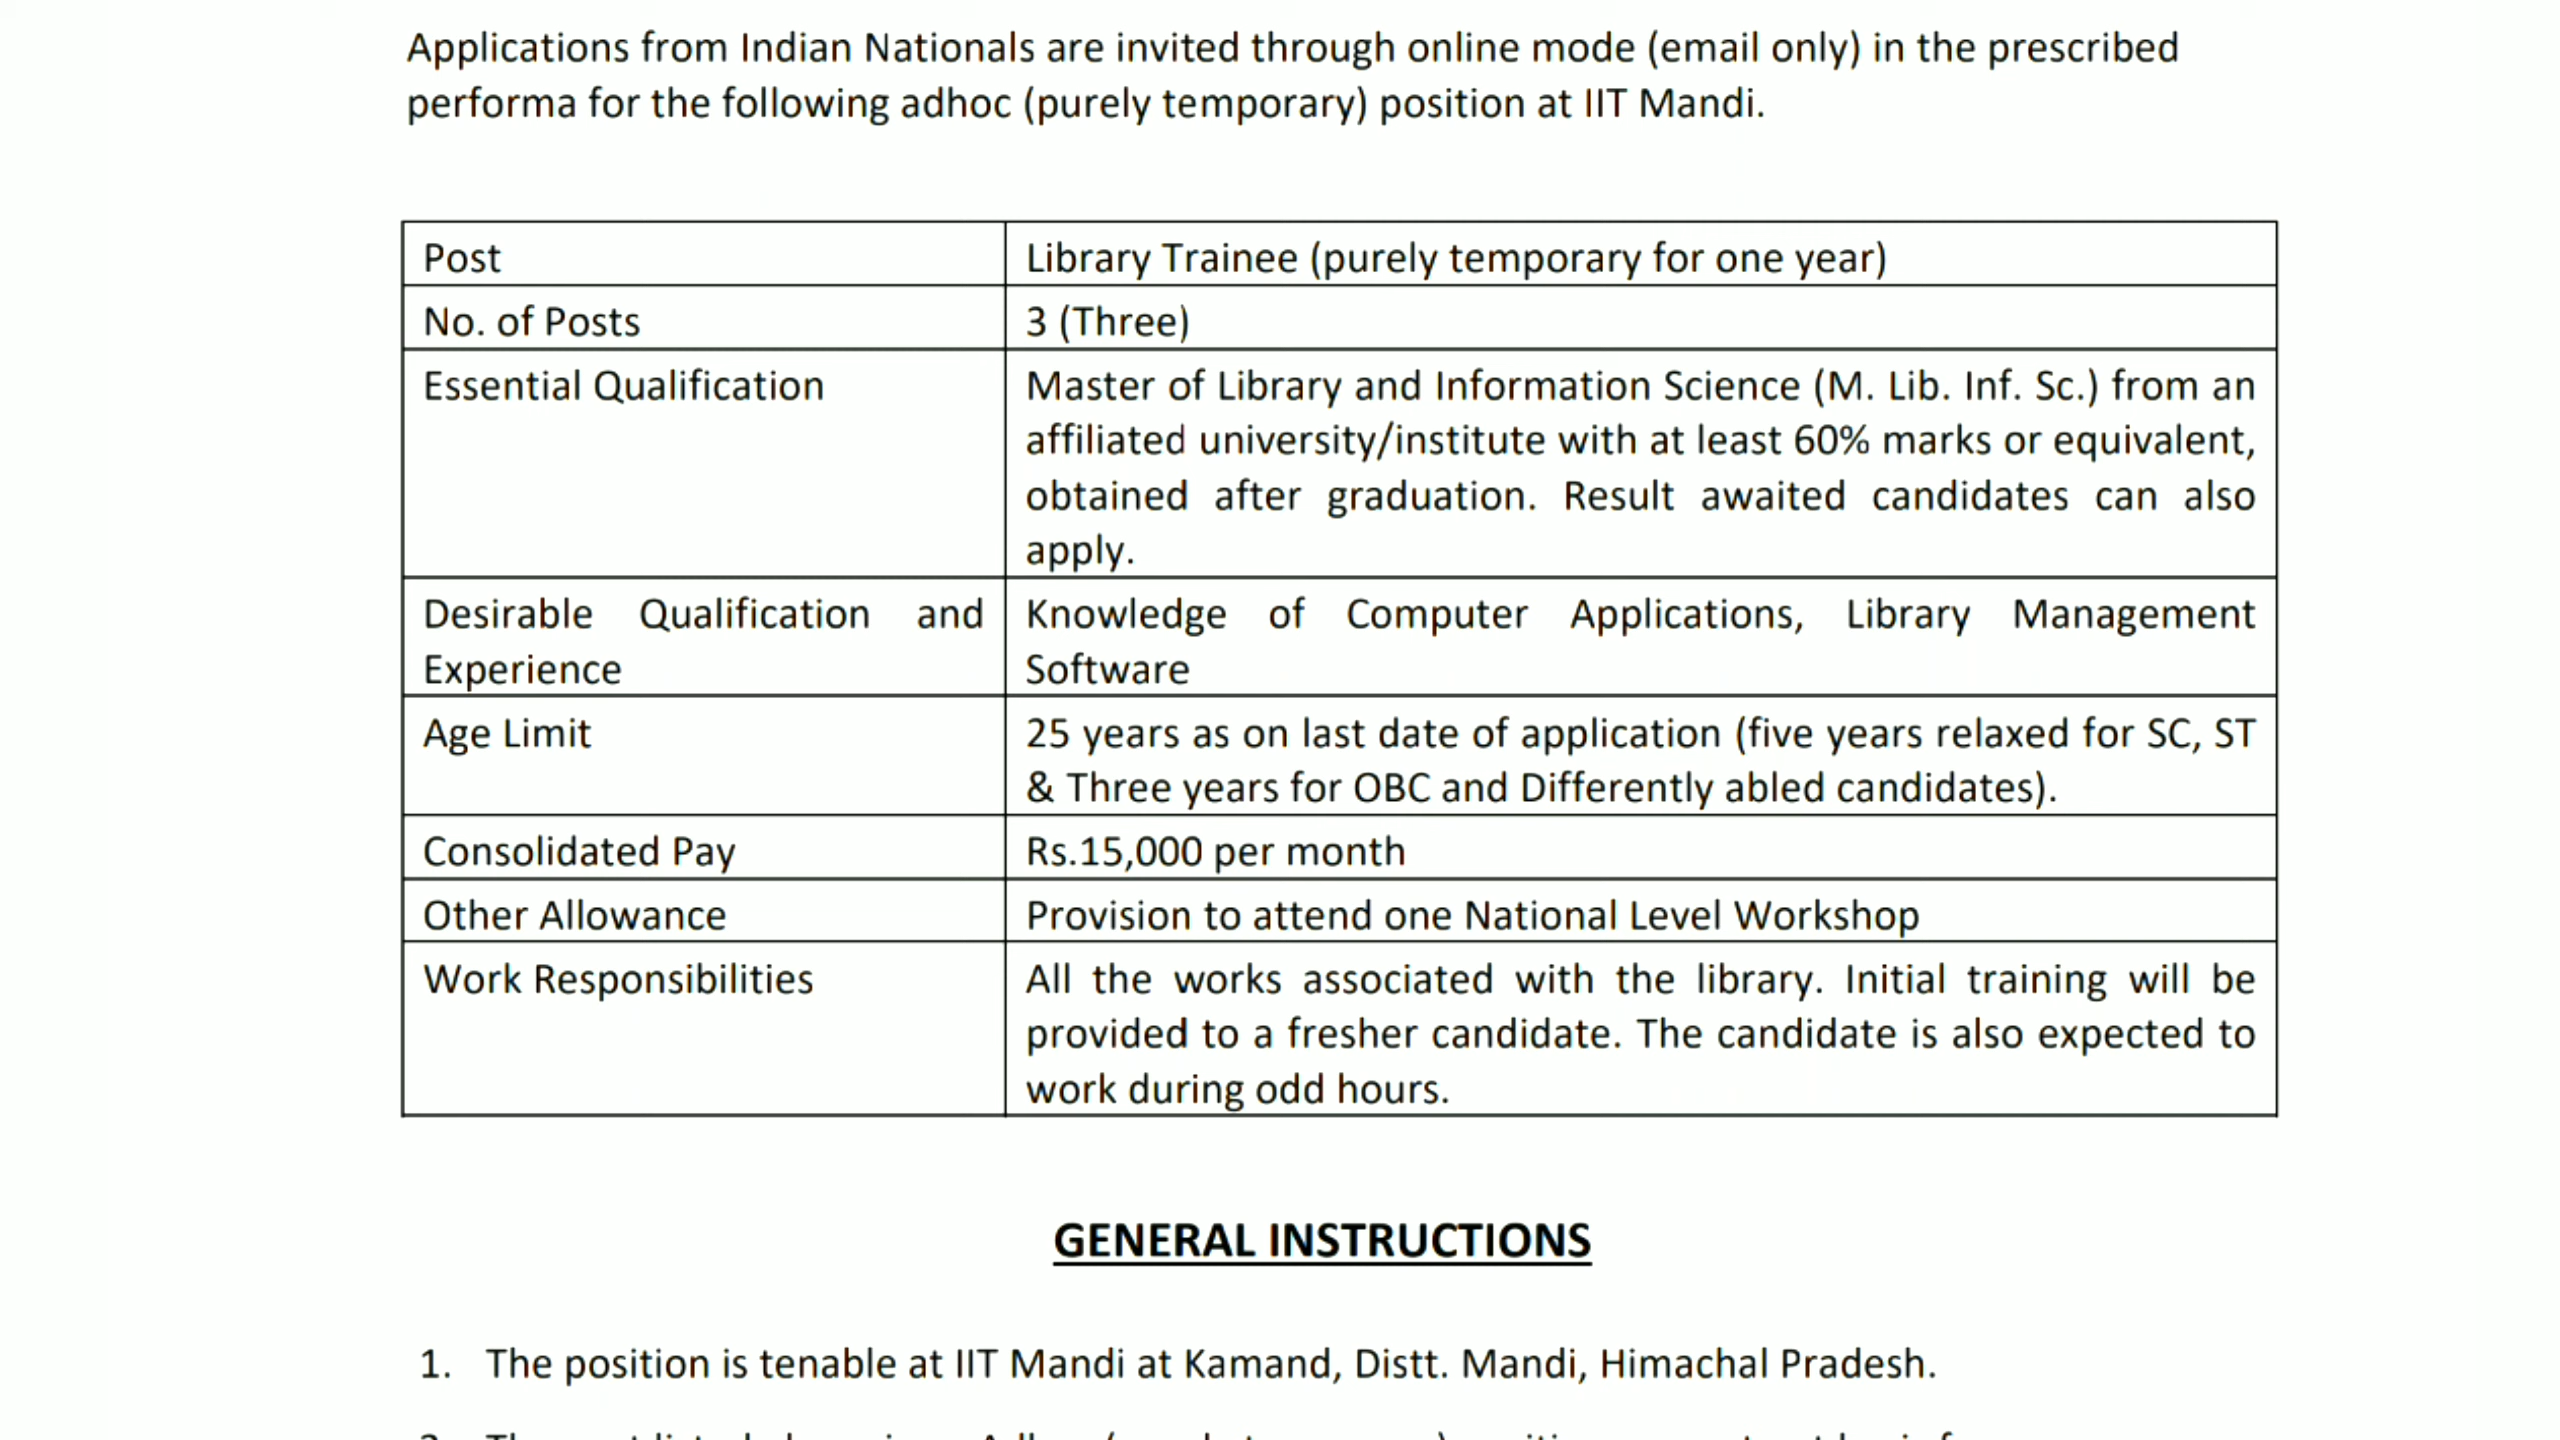 Applications from Indian Nationals are invited through online mode (email only) in the prescribed
performa for the following adhoc (purely temporary) position at IIT Mandi.
Post
Library Trainee (purely temporary for one year)
No. of Posts
3 (Three)
Essential Qualification
Master of Library and Information Science (M. Lib. Inf. Sc.) from an
affiliated university/institute with at least 60% marks or equivalent,
obtained after graduation. Result awaited candidates can also
apply.
Desirable Qualification and
Experience
Knowledge of Computer Applications, Library Management
Software
Age Limit
25 years as on last date of application (five years relaxed for SC, ST
& Three years for OBC and Differently abled candidates).
Consolidated Pay
Rs.15,000 per month
Other Allowance
Provision to attend one National Level Workshop
Work Responsibilities
All the works associated with the library. Initial training will be
provided to a fresher candidate. The candidate is also expected to
work during odd hours.
GENERAL INSTRUCTIONS
1. The position is tenable at IIT Mandi at Kamand, Distt. Mandi, Himachal Pradesh.